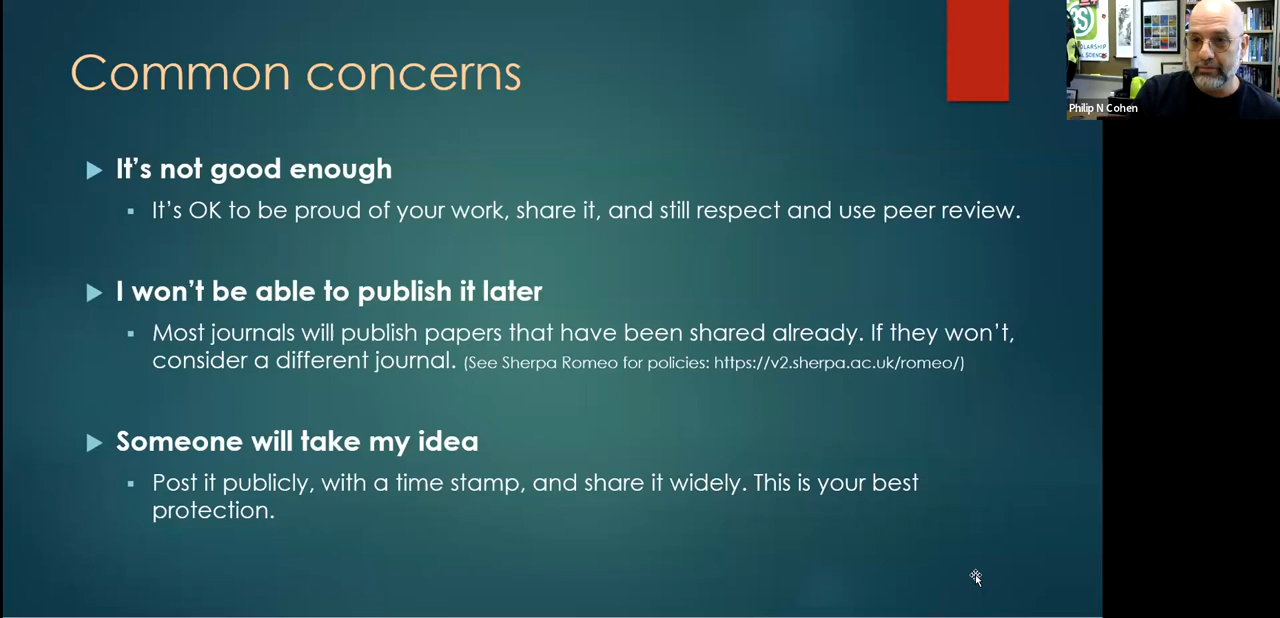 Common concerns
It's not good enough
It's OK to be proud of your work, share it, and still respect and use peer review.
I won't be able to publish it later
Most journals will publish papers that have been shared already. If they won't,
consider a different journal. (See Sherpa Romeo for policies: https://v2.sherpa.ac.uk/romeo/)
Someone will take my idea
Post it publicly, with a time stamp, and share it widely. This is your best
protection.
Philip N Cohen